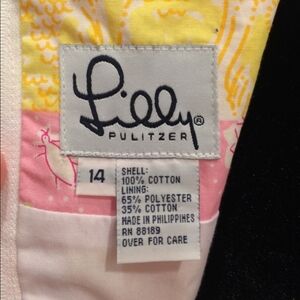 Lilly®
PULITZER
14
SHELL:
100% COTTON
LINING:
65% POLYESTER
35% COTTON
MADE IN PHILIPPINES
RN 88189
OVER FOR CARE